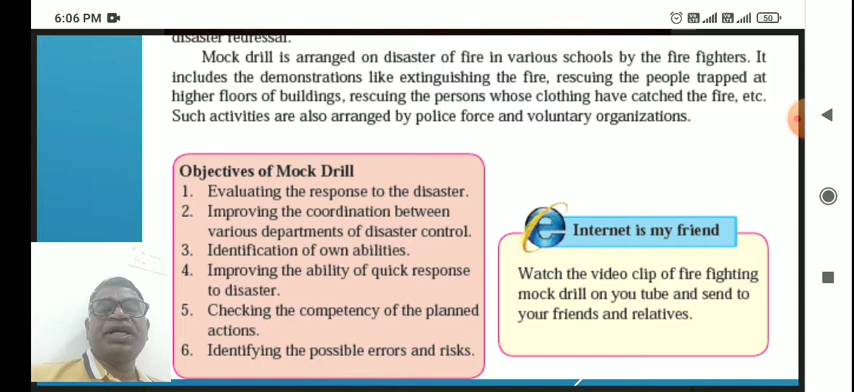 6:06 PM
50
disaster redressal.
Mock drill is arranged on disaster of fire in various schools by the fire fighters. It
includes the demonstrations like extinguishing the fire, rescuing the people trapped at
higher floors of buildings, rescuing the persons whose clothing have catched the fire, etc.
Such activities are also arranged by police force and voluntary organizations.
Objectives of Mock Drill
1. Evaluating the response to the disaster.
2. Improving the coordination between
various departments of disaster control.
3. Identification of own abilities.
4. Improving the ability of quick response
to disaster.
5. Checking the competency of the planned
actions.
6. Identifying the possible errors and risks.
Internet is my friend
Watch the video clip of fire fighting
mock drill on you tube and send to
your friends and relatives.